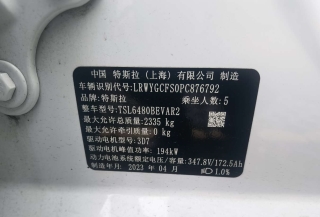 中国 特斯拉 (上海) 有限公司 制造
车辆识别代号: LRWYGCFS0PC876792
品牌: 特斯拉 乘坐人数: 5
整车型号: TSL6480BEVAR2
最大允许总质量: 2335 kg
最大允许牵引质量: 0 kg
驱动电机型号: 3D7
驱动电机峰值功率: 194kW
动力电池系统额定电压/容量: 347.8V/172.5Ah
制造年月: 2023 年 04 月 1.0%